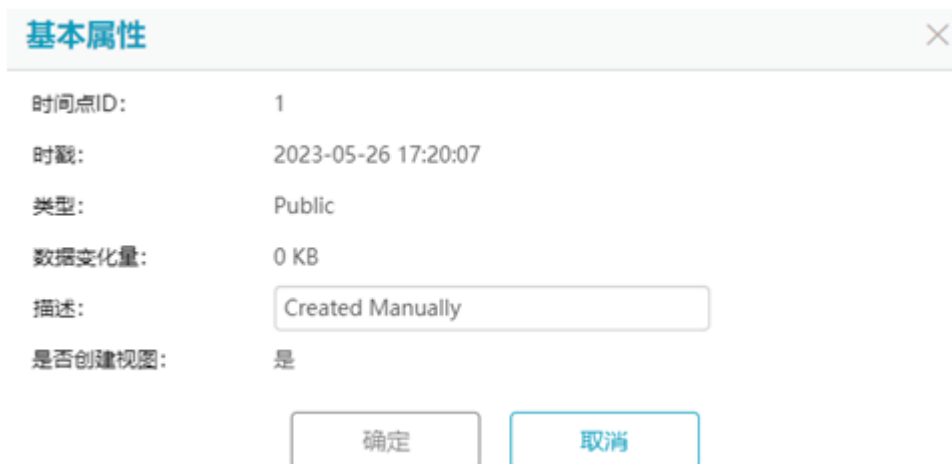 基本属性
时间点ID： 1
时戳： 2023-05-26 17:20:07
类型： Public
数据变化量： 0 KB
描述： Created Manually
是否创建视图： 是
确定 取消